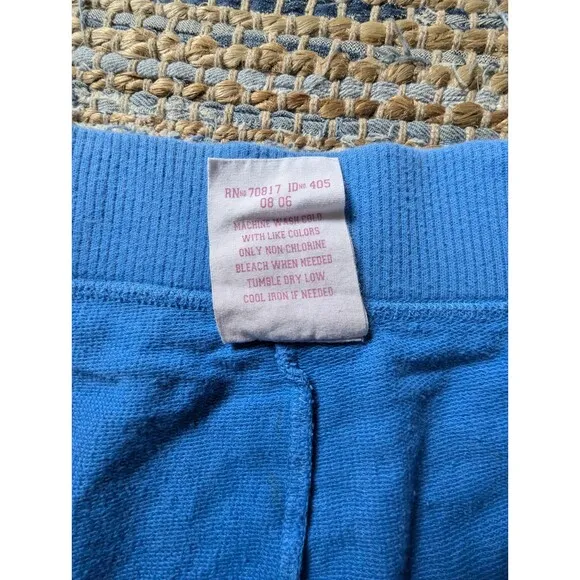 RNNO 70817 IDNO 405
08 06
MACHINE WASH COLD
WITH LIKE COLORS
ONLY NON CHLORINE
BLEACH WHEN NEEDED
TUMBLE DRY LOW
COOL IRON IF NEEDED